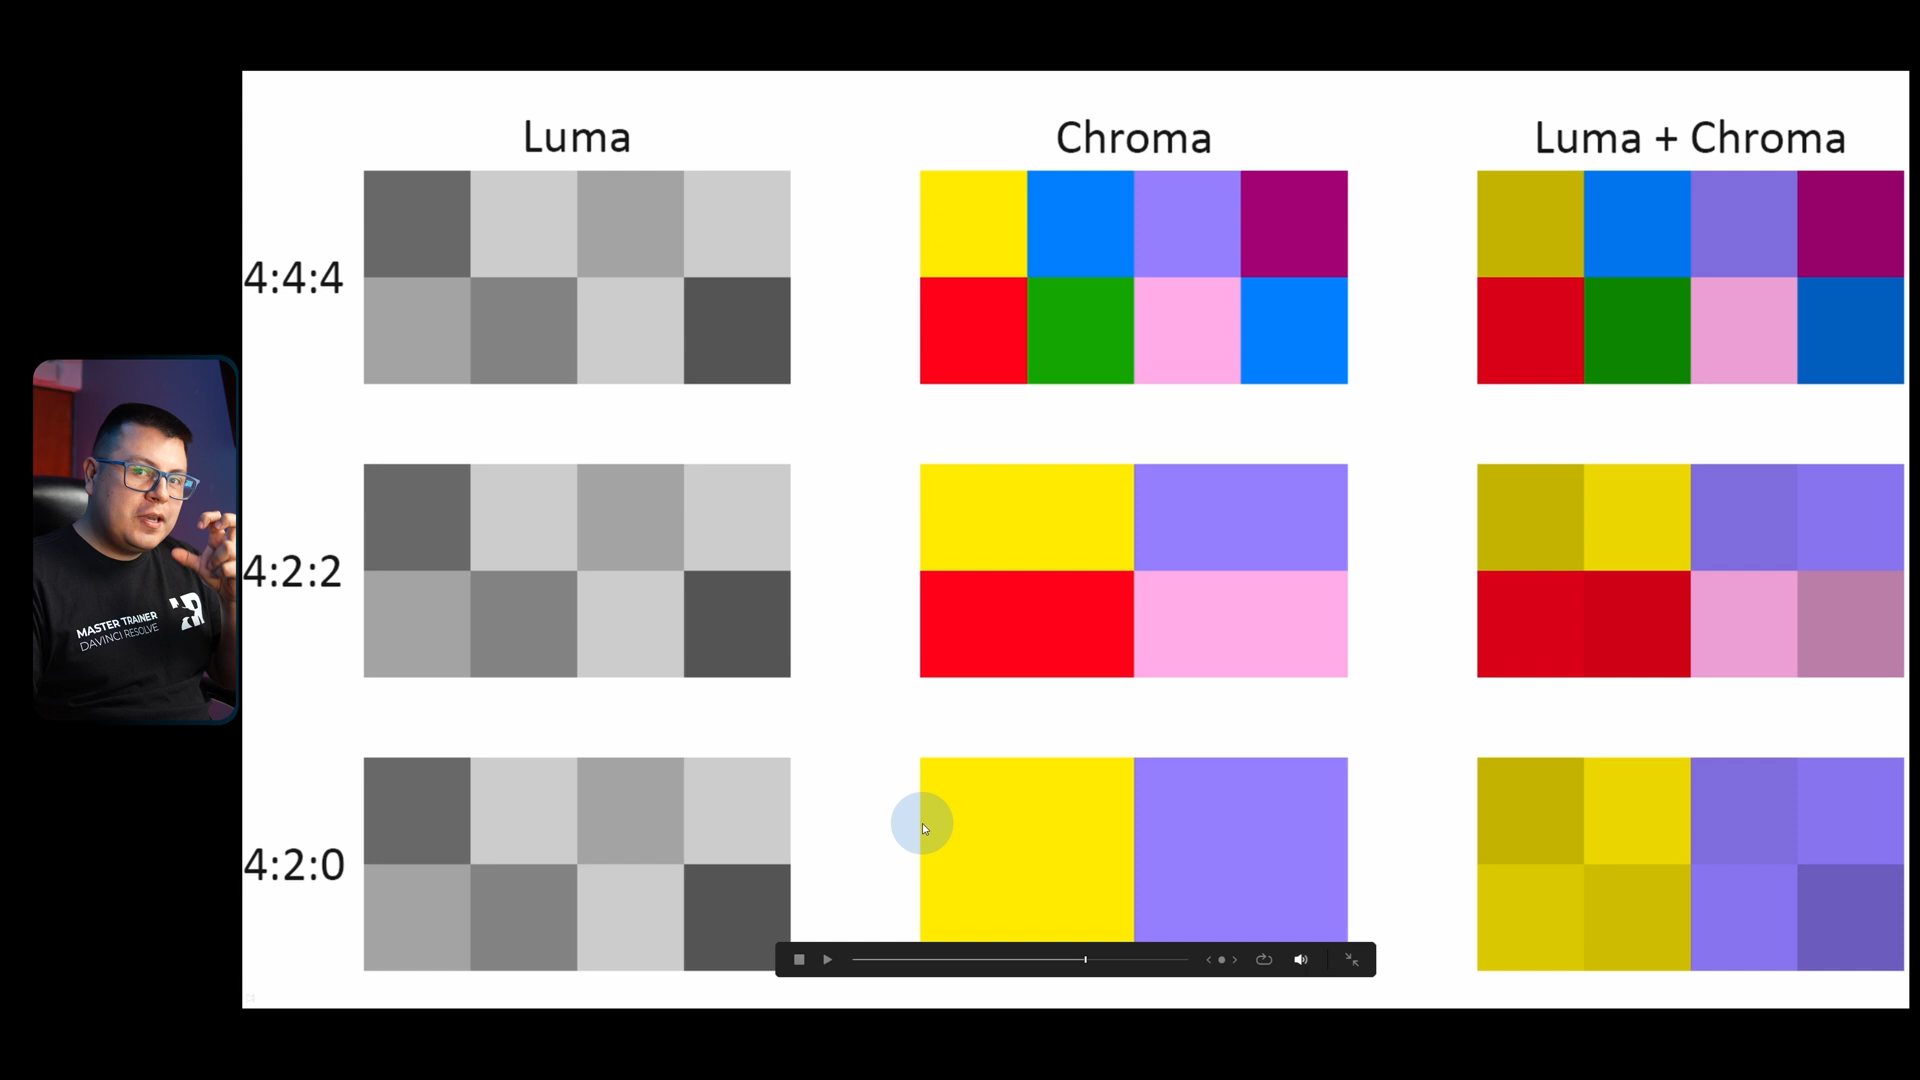 Luma
Chroma
Luma + Chroma
4:4:4
4:2:2
4:2:0
MASTER TRAINER
DAVINCI RESOLVE